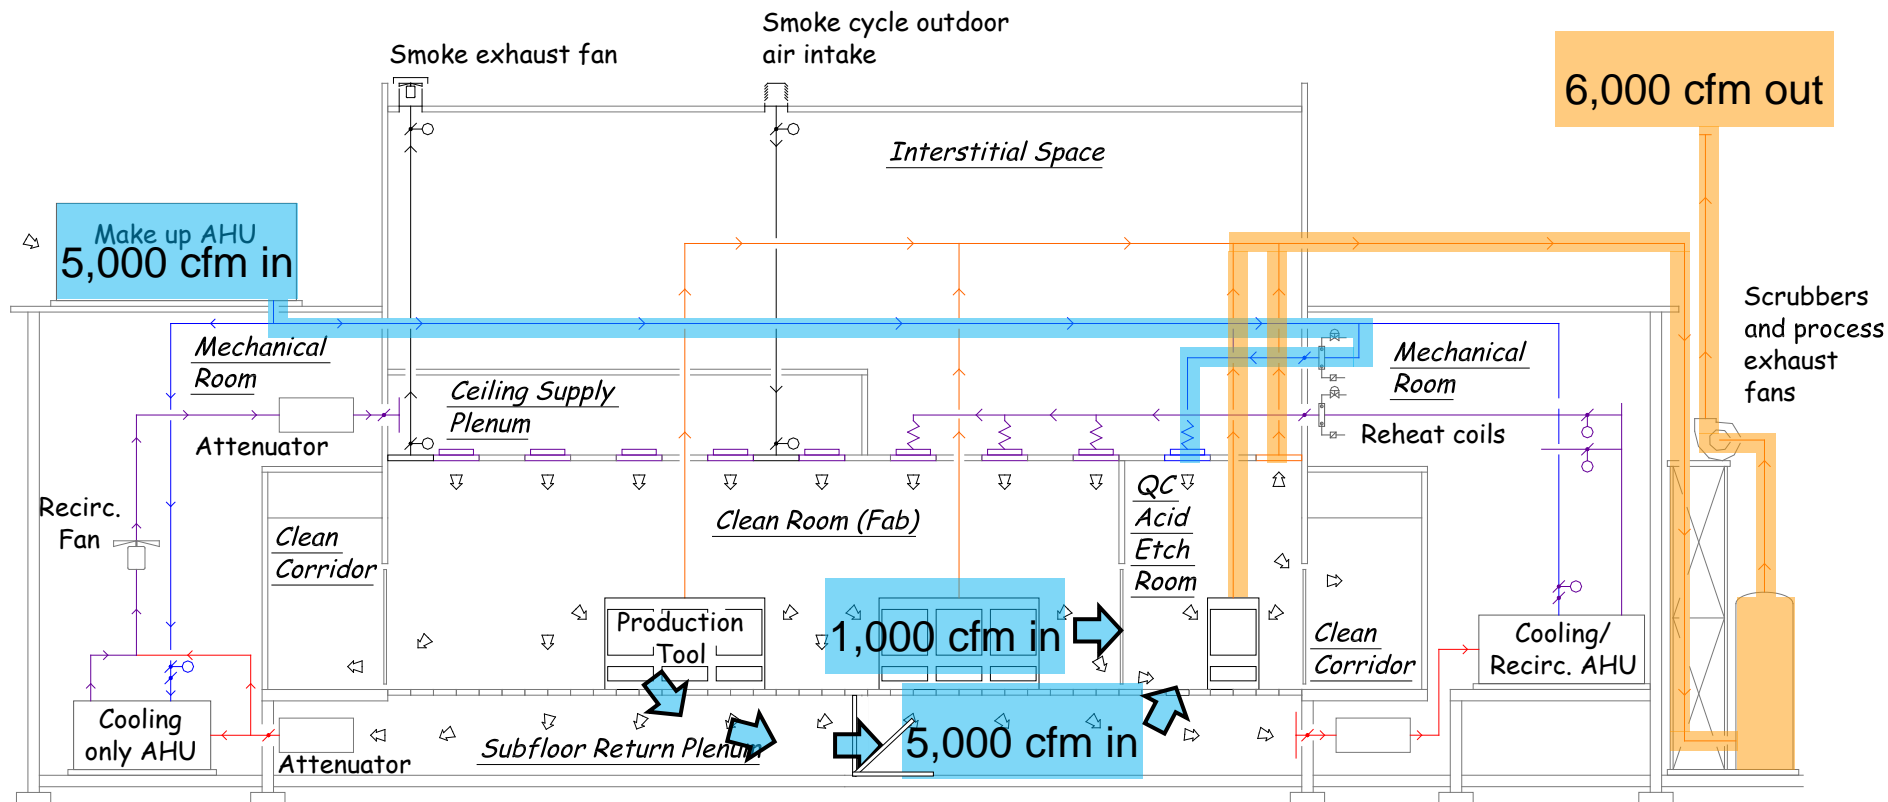 Smoke exhaust fan
Smoke cycle outdoor
air intake
6,000 cfm out
Interstitial Space
Make up AHU
5,000 cfm in
Mechanical
Room
Ceiling Supply
Plenum
Mechanical
Room
Scrubbers
and process
exhaust
fans
Attenuator
Reheat coils
Recirc.
Fan
Clean
Corridor
Clean Room (Fab)
QC
Acid
Etch
Room
Production
Tool
1,000 cfm in
Clean
Corridor
Cooling/
Recirc. AHU
Cooling
only AHU
Attenuator
Subfloor Return Plenum
5,000 cfm in